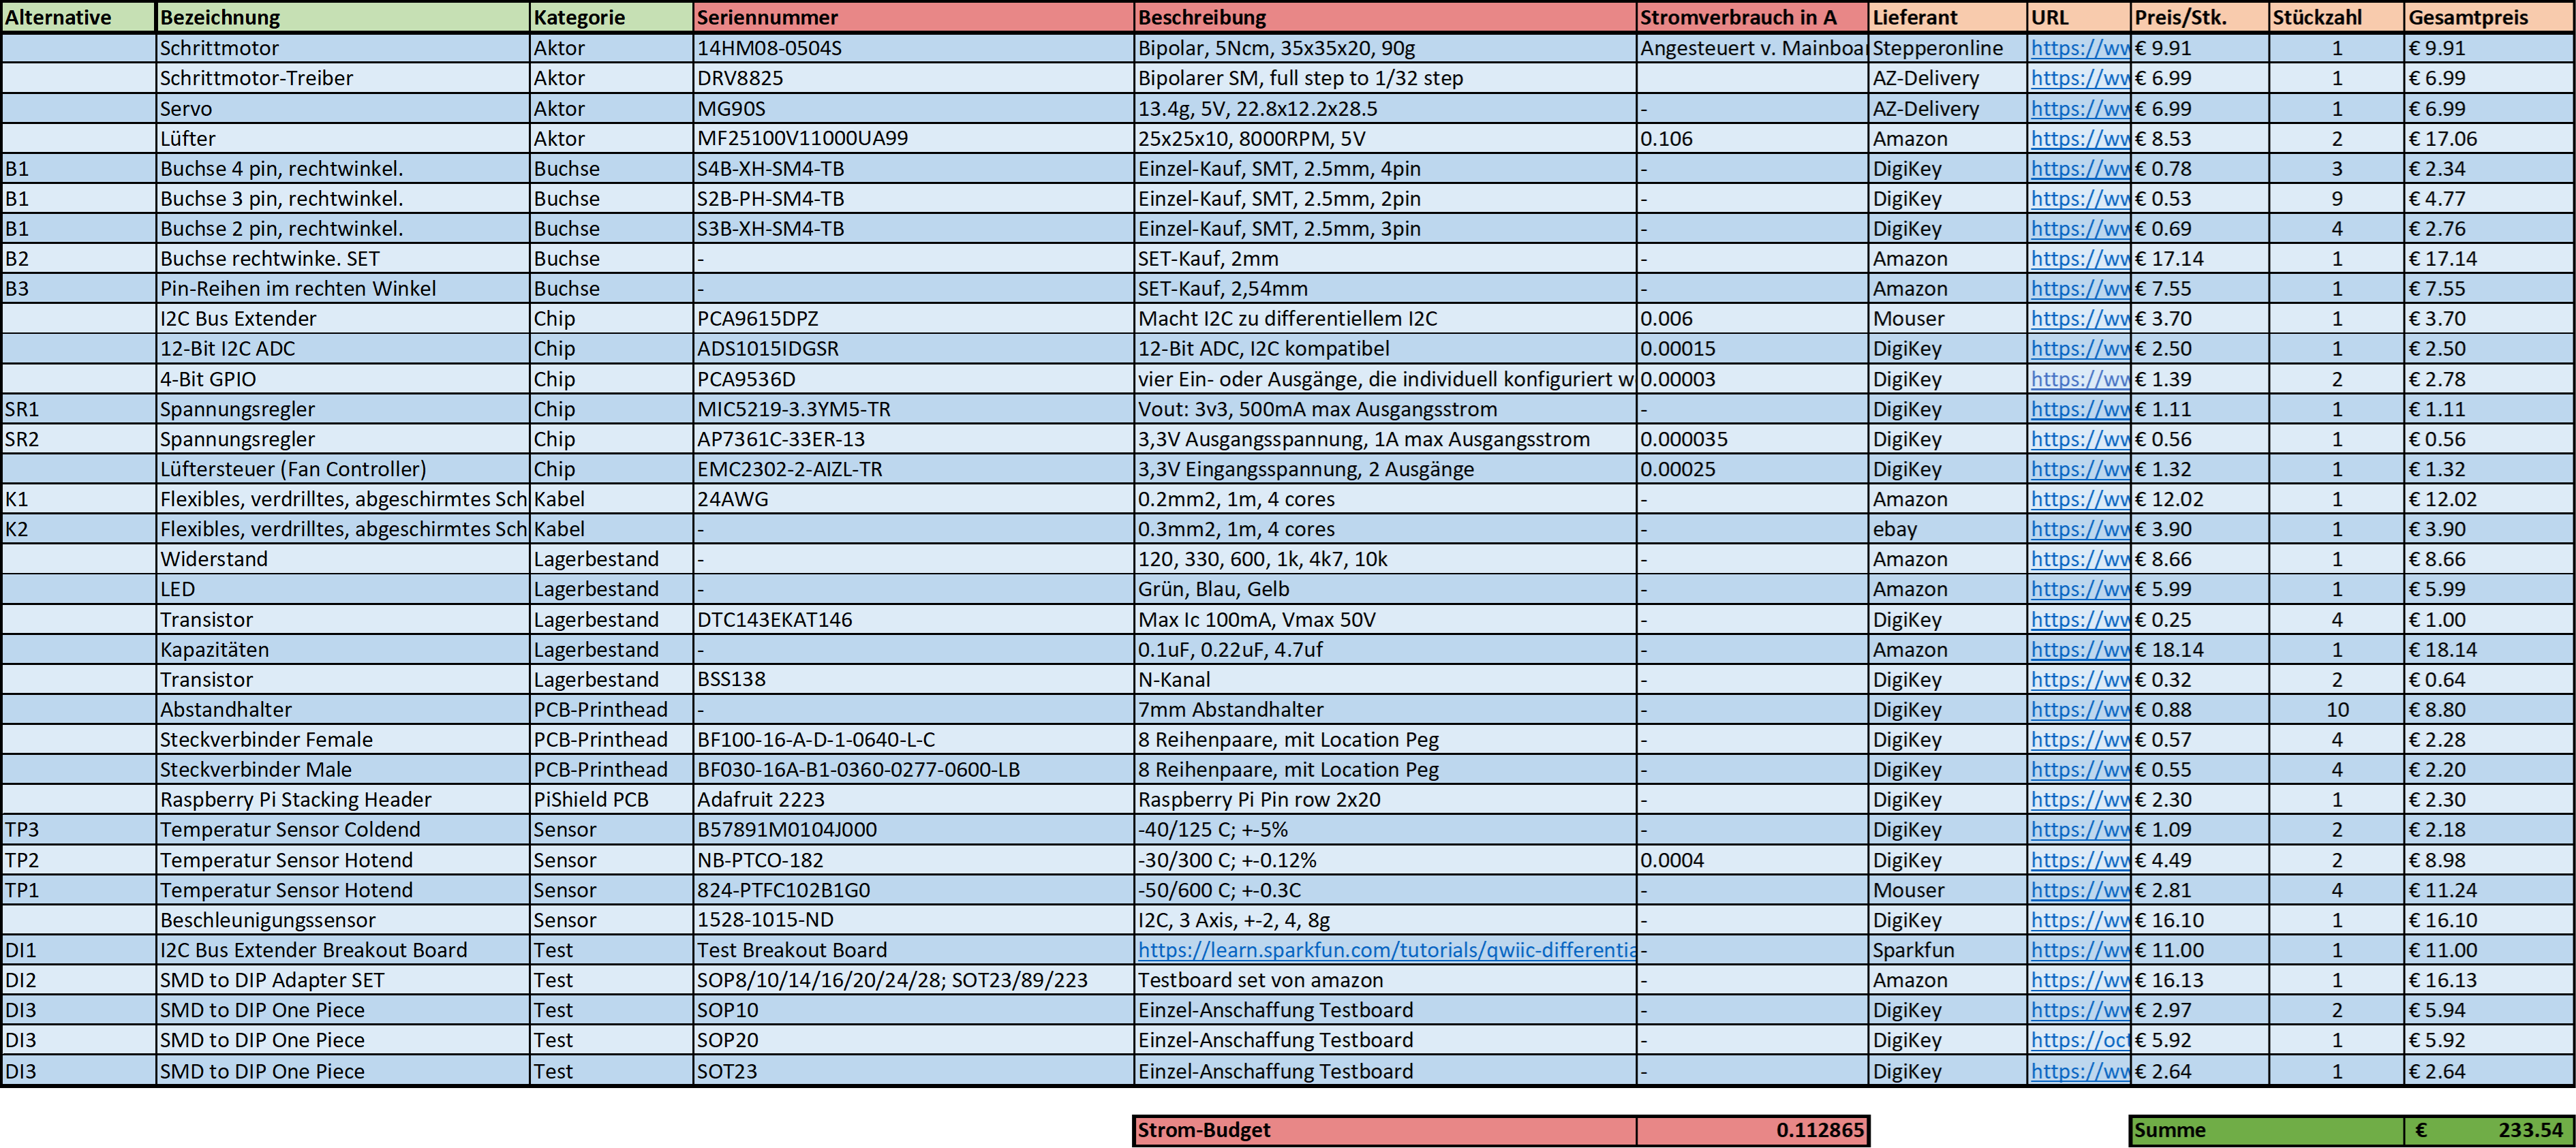 Alternative Bezeichnung Kategorie Seriennummer Beschreibung Stromverbrauch in A Lieferant URL Preis/Stk. Stückzahl Gesamtpreis
Schrittmotor Aktor 14HM08-0504S Bipolar, 5Ncm, 35x35x20, 90g Angesteuert v. Mainboar Stepperonline https://ww € 9.91 1 € 9.91
Schrittmotor-Treiber Aktor DRV8825 Bipolarer SM, full step to 1/32 step AZ-Delivery https://ww € 6.99 1 € 6.99
Servo Aktor MG90S 13.4g, 5V, 22.8x12.2x28.5 - AZ-Delivery https://ww € 6.99 1 € 6.99
Lüfter Aktor MF25100V11000UA99 25x25x10, 8000RPM, 5V 0.106 Amazon https://ww € 8.53 2 € 17.06
B1 Buchse 4 pin, rechtwinkel. Buchse S4B-XH-SM4-TB Einzel-Kauf, SMT, 2.5mm, 4pin - DigiKey https://ww € 0.78 3 € 2.34
B1 Buchse 3 pin, rechtwinkel. Buchse S2B-PH-SM4-TB Einzel-Kauf, SMT, 2.5mm, 2pin - DigiKey https://ww € 0.53 9 € 4.77
B1 Buchse 2 pin, rechtwinkel. Buchse S3B-XH-SM4-TB Einzel-Kauf, SMT, 2.5mm, 3pin - DigiKey https://ww € 0.69 4 € 2.76
B2 Buchse rechtwinke. SET Buchse - SET-Kauf, 2mm - Amazon https://ww € 17.14 1 € 17.14
B3 Pin-Reihen im rechten Winkel Buchse - SET-Kauf, 2,54mm - Amazon https://ww € 7.55 1 € 7.55
I2C Bus Extender Chip PCA9615DPZ Macht I2C zu differentiellem I2C 0.006 Mouser https://ww € 3.70 1 € 3.70
12-Bit I2C ADC Chip ADS1015IDGSR 12-Bit ADC, I2C kompatibel 0.00015 DigiKey https://ww € 2.50 1 € 2.50
4-Bit GPIO Chip PCA9536D vier Ein- oder Ausgänge, die individuell konfiguriert w 0.00003 DigiKey https://ww € 1.39 2 € 2.78
SR1 Spannungsregler Chip MIC5219-3.3YM5-TR Vout: 3v3, 500mA max Ausgangsstrom - DigiKey https://ww € 1.11 1 € 1.11
SR2 Spannungsregler Chip AP7361C-33ER-13 3,3V Ausgangsspannung, 1A max Ausgangsstrom 0.000035 DigiKey https://ww € 0.56 1 € 0.56
Lüftersteuer (Fan Controller) Chip EMC2302-2-AIZL-TR 3,3V Eingangsspannung, 2 Ausgänge 0.00025 DigiKey https://ww € 1.32 1 € 1.32
K1 Flexibles, verdrilltes, abgeschirmtes Sch Kabel 24AWG 0.2mm2, 1m, 4 cores - Amazon https://ww € 12.02 1 € 12.02
K2 Flexibles, verdrilltes, abgeschirmtes Sch Kabel - 0.3mm2, 1m, 4 cores - ebay https://ww € 3.90 1 € 3.90
Widerstand Lagerbestand - 120, 330, 600, 1k, 4k7, 10k - Amazon https://ww € 8.66 1 € 8.66
LED Lagerbestand - Grün, Blau, Gelb - Amazon https://ww € 5.99 1 € 5.99
Transistor Lagerbestand DTC143EKAT146 Max Ic 100mA, Vmax 50V - DigiKey https://ww € 0.25 4 € 1.00
Kapazitäten Lagerbestand - 0.1uF, 0.22uF, 4.7uf - Amazon https://ww € 18.14 1 € 18.14
Transistor Lagerbestand BSS138 N-Kanal - DigiKey https://ww € 0.32 2 € 0.64
Abstandhalter PCB-Printhead - 7mm Abstandhalter - DigiKey https://ww € 0.88 10 € 8.80
Steckverbinder Female PCB-Printhead BF100-16-A-D-1-0640-L-C 8 Reihenpaare, mit Location Peg - DigiKey https://ww € 0.57 4 € 2.28
Steckverbinder Male PCB-Printhead BF030-16A-B1-0360-0277-0600-LB 8 Reihenpaare, mit Location Peg - DigiKey https://ww € 0.55 4 € 2.20
Raspberry Pi Stacking Header PiShield PCB Adafruit 2223 Raspberry Pi Pin row 2x20 - DigiKey https://ww € 2.30 1 € 2.30
TP3 Temperatur Sensor Coldend Sensor B57891M0104J000 -40/125 C; +-5% - DigiKey https://ww € 1.09 2 € 2.18
TP2 Temperatur Sensor Hotend Sensor NB-PTCO-182 -30/300 C; +-0.12% 0.0004 DigiKey https://ww € 4.49 2 € 8.98
TP1 Temperatur Sensor Hotend Sensor 824-PTFC102B1G0 -50/600 C; +-0.3C - Mouser https://ww € 2.81 4 € 11.24
Beschleunigungssensor Sensor 1528-1015-ND I2C, 3 Axis, +-2, 4, 8g - DigiKey https://ww € 16.10 1 € 16.10
DI1 I2C Bus Extender Breakout Board Test Test Breakout Board https://learn.sparkfun.com/tutorials/qwiic-differentia - Sparkfun https://ww € 11.00 1 € 11.00
DI2 SMD to DIP Adapter SET Test SOP8/10/14/16/20/24/28; SOT23/89/223 Testboard set von amazon - Amazon https://ww € 16.13 1 € 16.13
DI3 SMD to DIP One Piece Test SOP10 Einzel-Anschaffung Testboard - DigiKey https://ww € 2.97 2 € 5.94
DI3 SMD to DIP One Piece Test SOP20 Einzel-Anschaffung Testboard - DigiKey https://oct € 5.92 1 € 5.92
DI3 SMD to DIP One Piece Test SOT23 Einzel-Anschaffung Testboard - DigiKey https://ww € 2.64 1 € 2.64
Strom-Budget 0.112865 Summe € 233.54